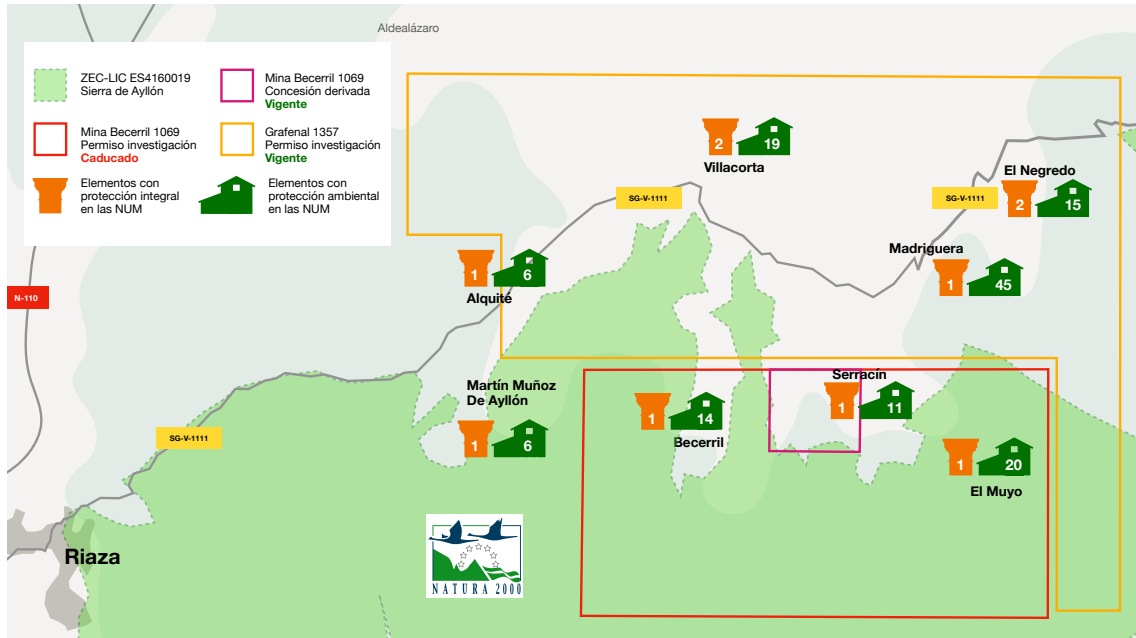 Aldealázaro
ZEC-LIC ES4160019
Sierra de Ayllón
Mina Becerril 1069
Concesión derivada
Vigente
Mina Becerril 1069
Permiso investigación
Caducado
Grafenal 1357
Permiso investigación
Vigente
Elementos con
protección integral
en las NUM
Elementos con
protección ambiental
en las NUM
2
19
Villacorta
El Negredo
SG-V-1111
SG-V-1111
2
15
Madriguera
1
6
1
45
Alquité
N-110
Serracín
Martín Muñoz
De Ayllón
1
14
1
11
SG-V-1111
1
6
Becerril
1
20
El Muyo
Riaza
NATURA 2000